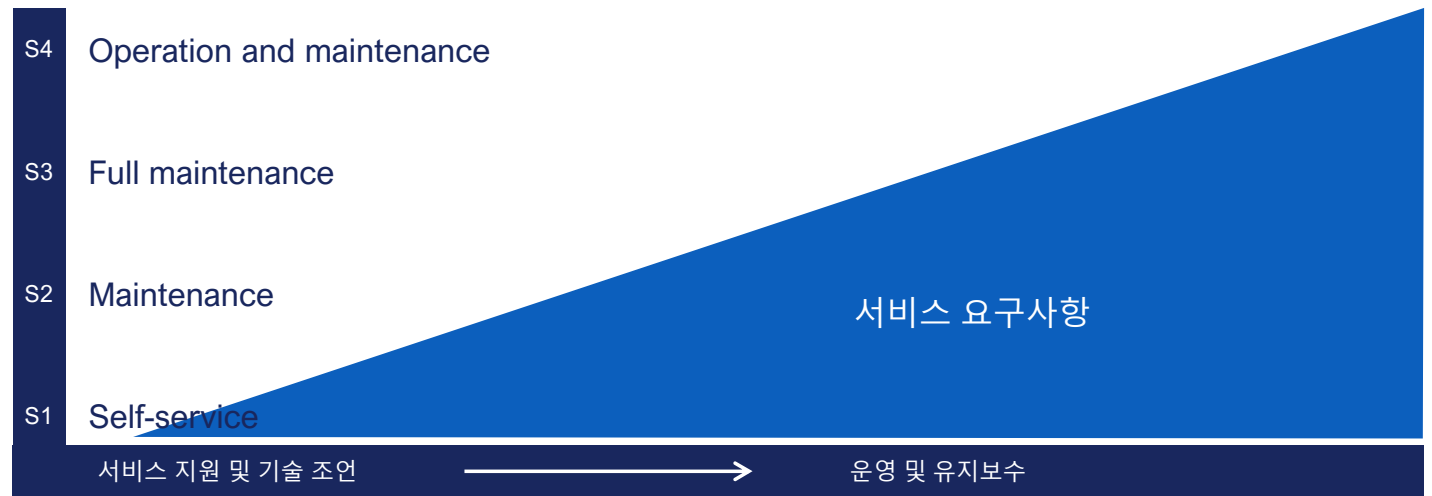 S4 Operation and maintenance
S3 Full maintenance
S2 Maintenance
서비스 요구사항
S1 Self-service
서비스 지원 및 기술 조언 운영 및 유지보수